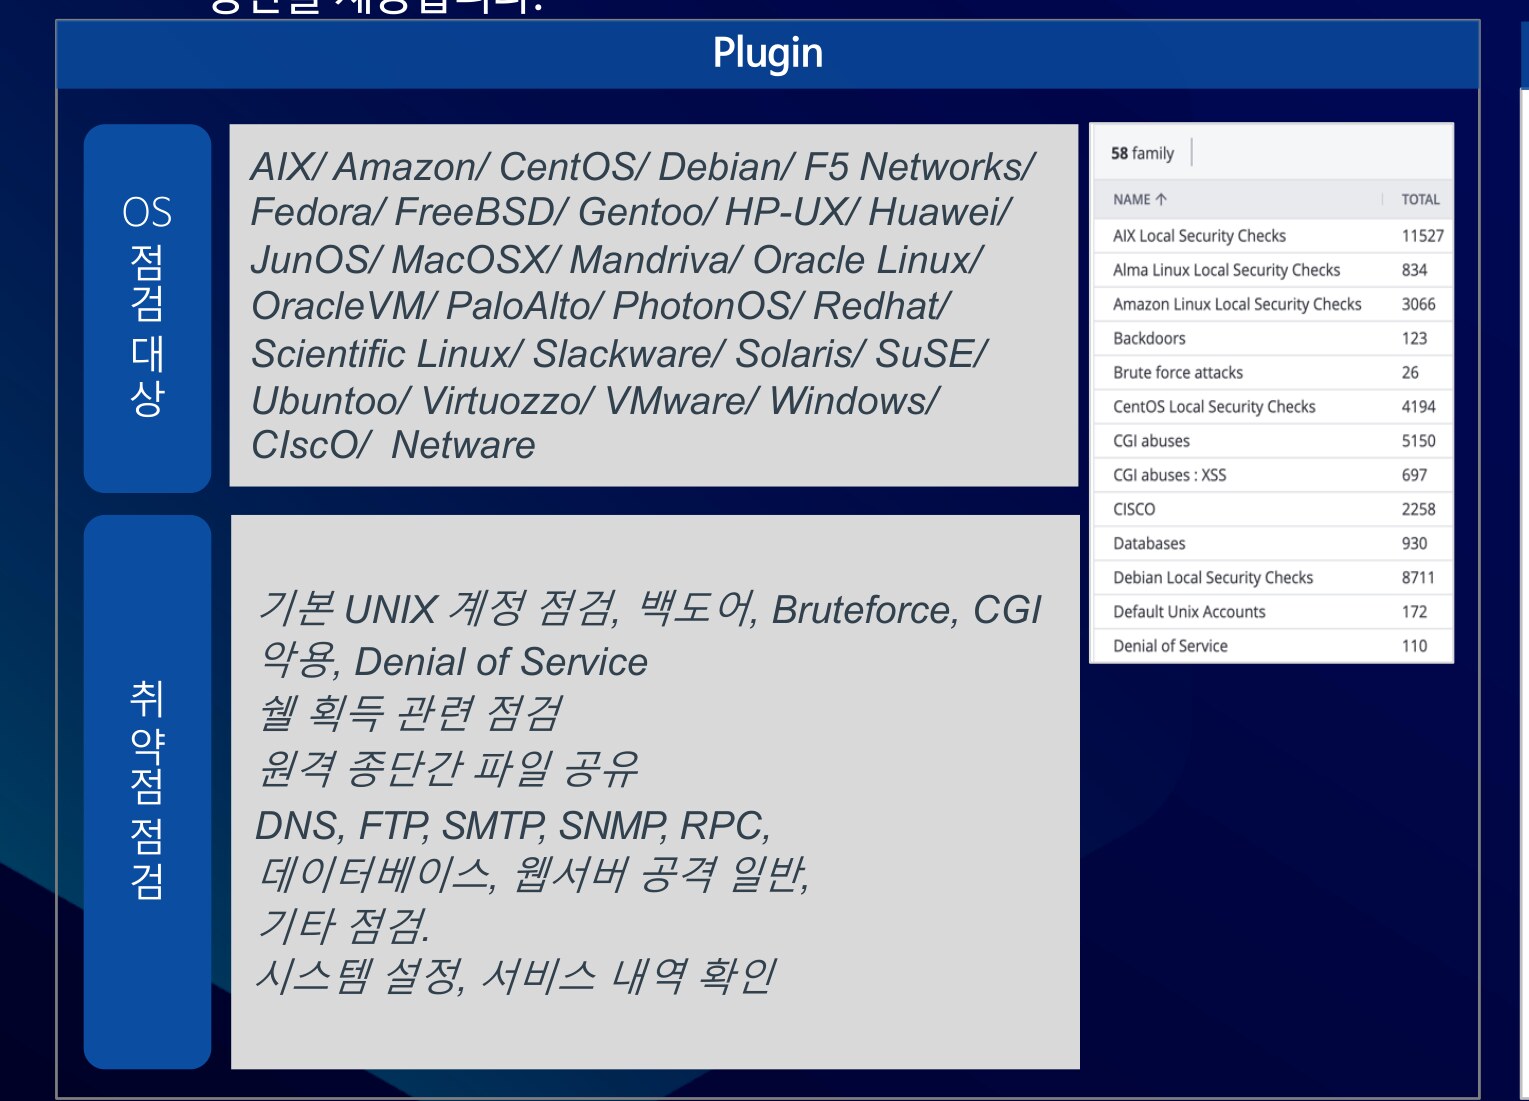 Plugin
OS
점
검
대
상
AIX/ Amazon/ CentOS/ Debian/ F5 Networks/
Fedora/ FreeBSD/ Gentoo/ HP-UX/ Huawei/
JunOS/ MacOSX/ Mandriva/ Oracle Linux/
OracleVM/ PaloAlto/ PhotonOS/ Redhat/
Scientific Linux/ Slackware/ Solaris/ SuSE/
Ubuntoo/ Virtuozzo/ VMware/ Windows/
CIscO/ Netware
58 family
NAME ↑ TOTAL
AIX Local Security Checks 11527
Alma Linux Local Security Checks 834
Amazon Linux Local Security Checks 3066
Backdoors 123
Brute force attacks 26
CentOS Local Security Checks 4194
CGI abuses 5150
CGI abuses : XSS 697
CISCO 2258
Databases 930
Debian Local Security Checks 8711
Default Unix Accounts 172
Denial of Service 110
취
약
점
점
검
기본 UNIX 계정 점검, 백도어, Bruteforce, CGI
악용, Denial of Service
쉘 획득 관련 점검
원격 종단간 파일 공유
DNS, FTP, SMTP, SNMP, RPC,
데이터베이스, 웹서버 공격 일반,
기타 점검.
시스템 설정, 서비스 내역 확인